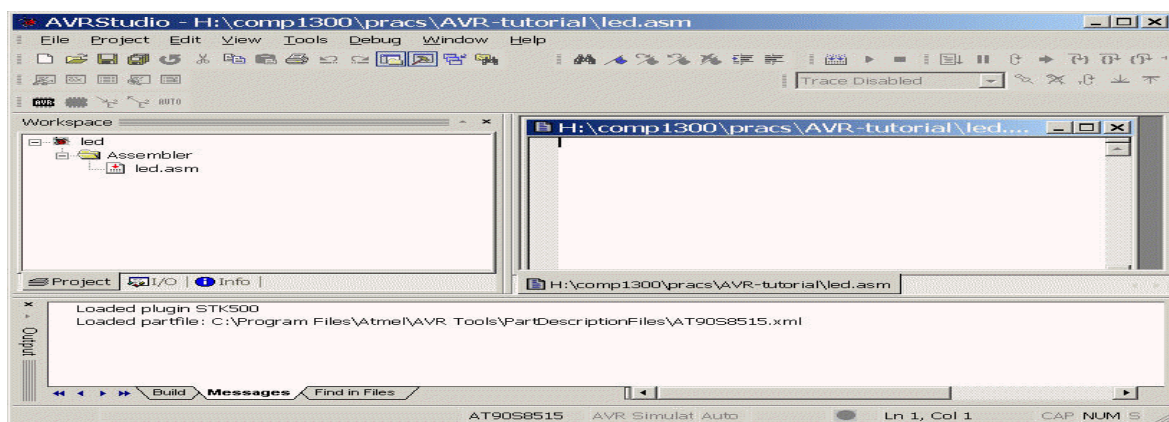 AVRStudio - H:\comp1300\pracs\AVR-tutorial\led.asm
File Project Edit View Tools Debug Window Help
Trace Disabled
AVR AUTO
Workspace
led
Assembler
led.asm
Project I/O Info
H:\comp1300\pracs\AVR-tutorial\led....
H:\comp1300\pracs\AVR-tutorial\led.asm
Output
Loaded plugin STK500
Loaded partfile: C:\Program Files\Atmel\AVR Tools\PartDescriptionFiles\AT90S8515.xml
Build Messages Find in Files
AT90S8515 AVR Simulat Auto Ln 1, Col 1 CAP NUM S